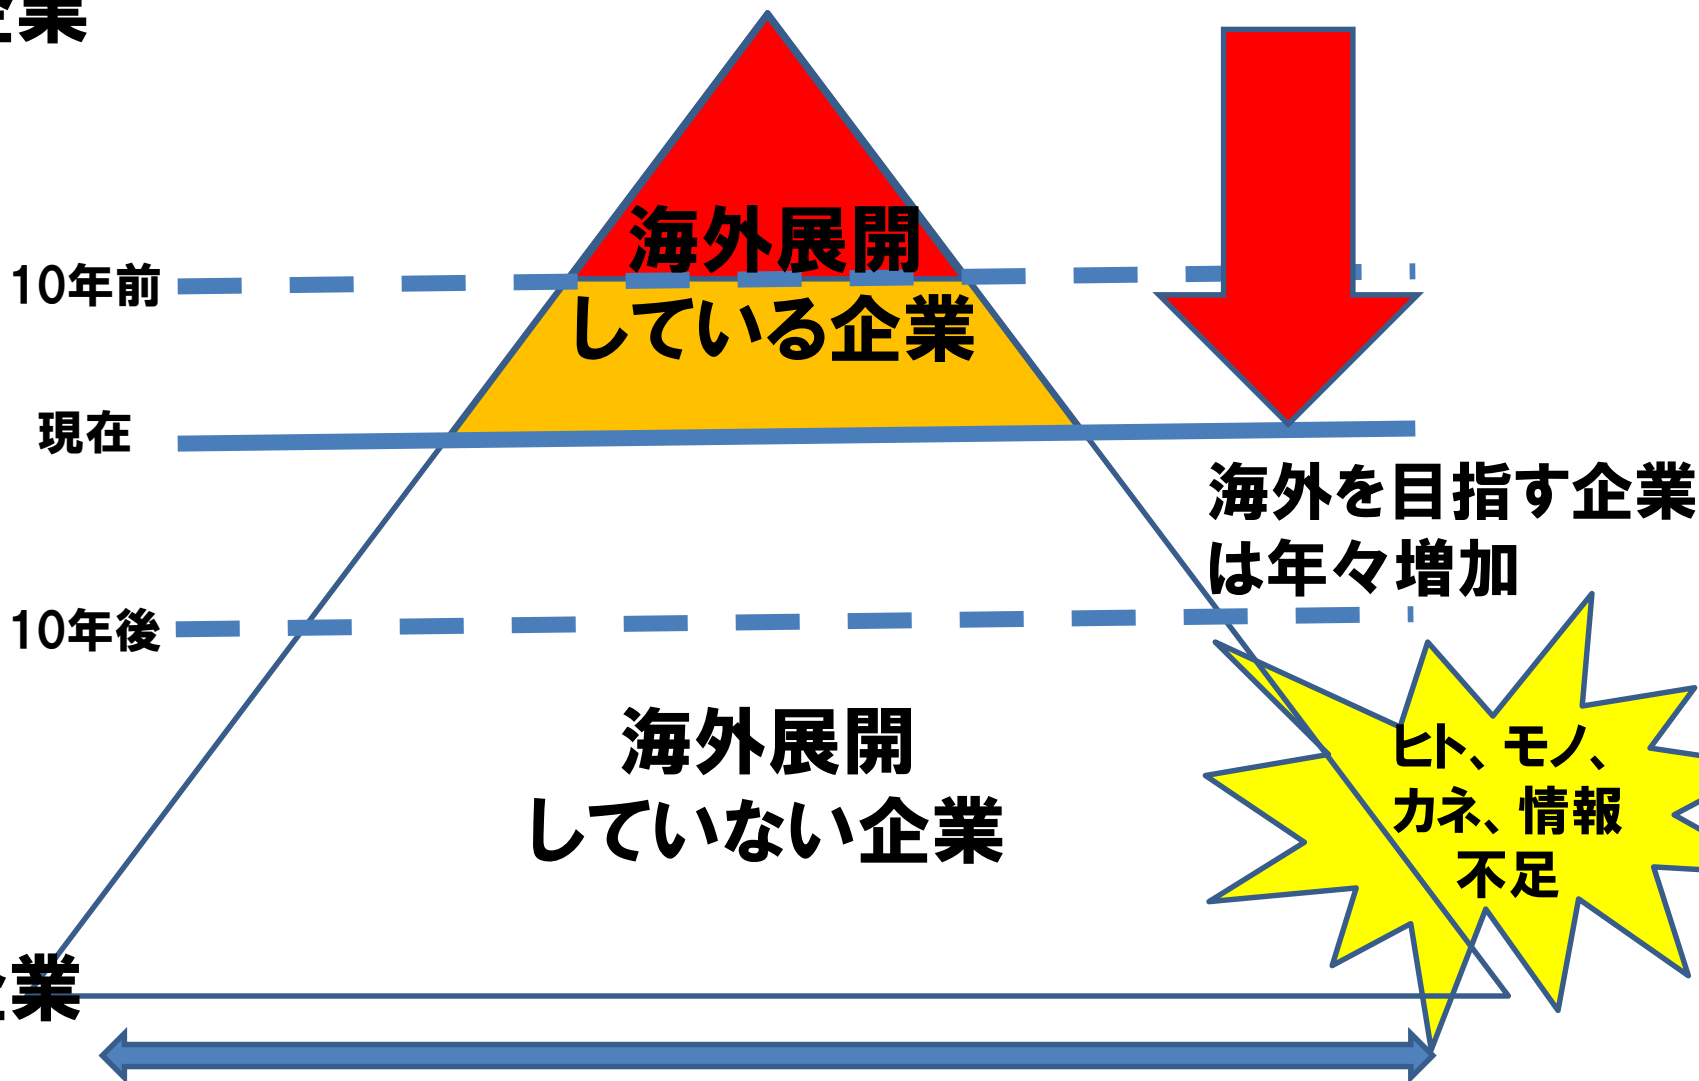 企業
海外展開
している企業
10年前
現在
海外を目指す企業
は年々増加
10年後
海外展開
していない企業
ヒト、モノ、
カネ、情報
不足
企業